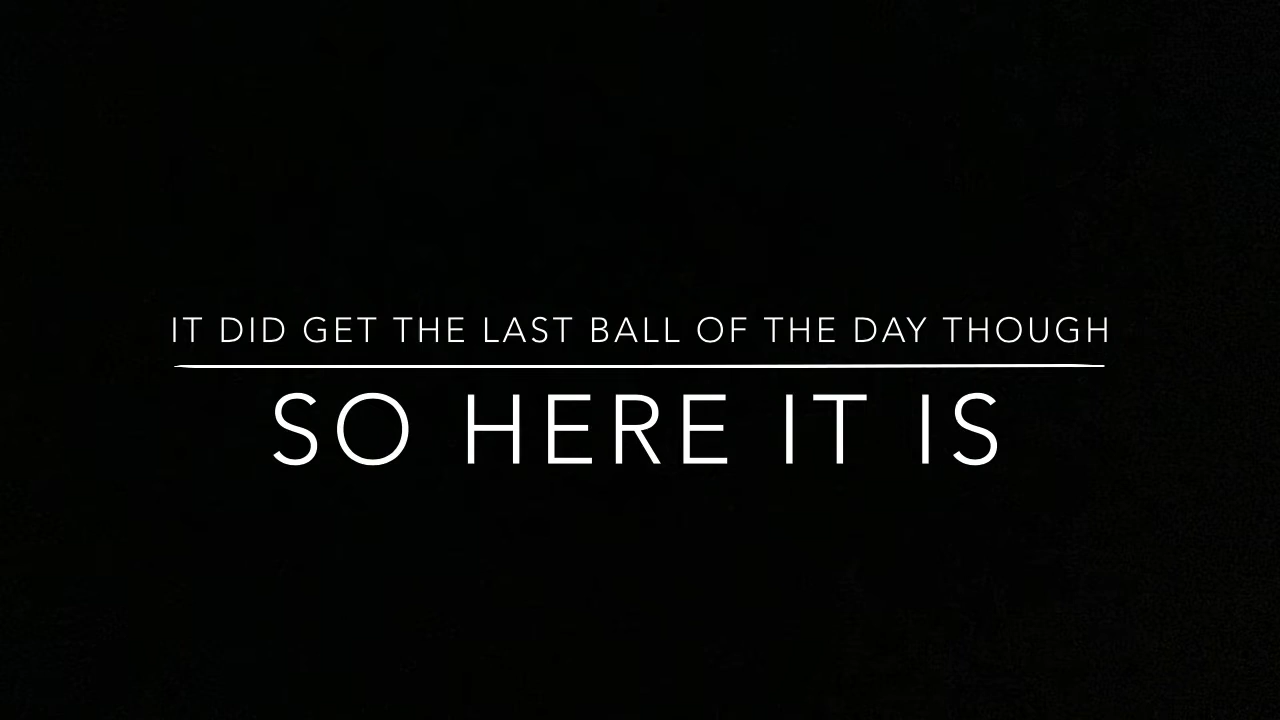 IT DID GET THE LAST BALL OF THE DAY THOUGH
SO HERE IT IS